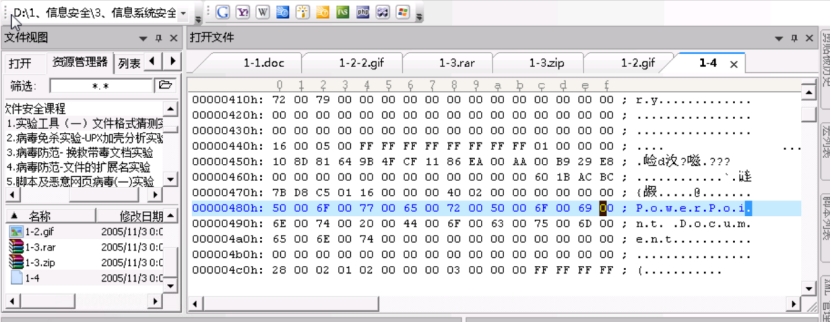 D:\1、信息安全\3、信息系统安全
文件视图
打开文件
打开 资源管理器 列表
1-1.doc 1-2-2.gif 1-3.rar 1-3.zip 1-2.gif 1-4
筛选: *.*
0 1 2 3 4 5 6 7 8 9 a b c d e f
软件安全课程
1.实验工具（一）文件格式猜测实
2.病毒免杀实验-UPX加壳分析实验
3.病毒防范- 换救带毒文档实验
4.病毒防范-文件的扩展名实验
5.脚本及恶意网页病毒(一)实验
名称 修改日期
1-2.gif 2005/11/3 0:0
1-3.rar 2005/11/3 0:0
1-3.zip 2005/11/3 0:0
1-4 2005/11/3 0:0
00000410h: 72 00 79 00 00 00 00 00 00 00 00 00 00 00 00 00 ; r.y.............
00000420h: 00 00 00 00 00 00 00 00 00 00 00 00 00 00 00 00 ; ................
00000430h: 00 00 00 00 00 00 00 00 00 00 00 00 00 00 00 00 ; ................
00000440h: 16 00 05 00 FF FF FF FF FF FF FF FF 01 00 00 00 ;
00000450h: 10 8D 81 64 9B 4F CF 11 86 EA 00 AA 00 B9 29 E8 ;
00000460h: 00 00 00 00 00 00 00 00 00 00 00 00 60 1B AC BC ;
00000470h: 7B D8 C5 01 16 00 00 00 40 02 00 00 00 00 00 00 ;
00000480h: 50 00 6F 00 77 00 65 00 72 00 50 00 6F 00 69 00 ; P.o.w.e.r.P.o.i.
00000490h: 6E 00 74 00 20 00 44 00 6F 00 63 00 75 00 6D 00 ; n.t. .D.o.c.u.m.
000004a0h: 65 00 6E 00 74 00 00 00 00 00 00 00 00 00 00 00 ; e.n.t...........
000004b0h: 00 00 00 00 00 00 00 00 00 00 00 00 00 00 00 00 ; ................
000004c0h: 28 00 02 01 02 00 00 00 03 00 00 00 FF FF FF FF ; (...........